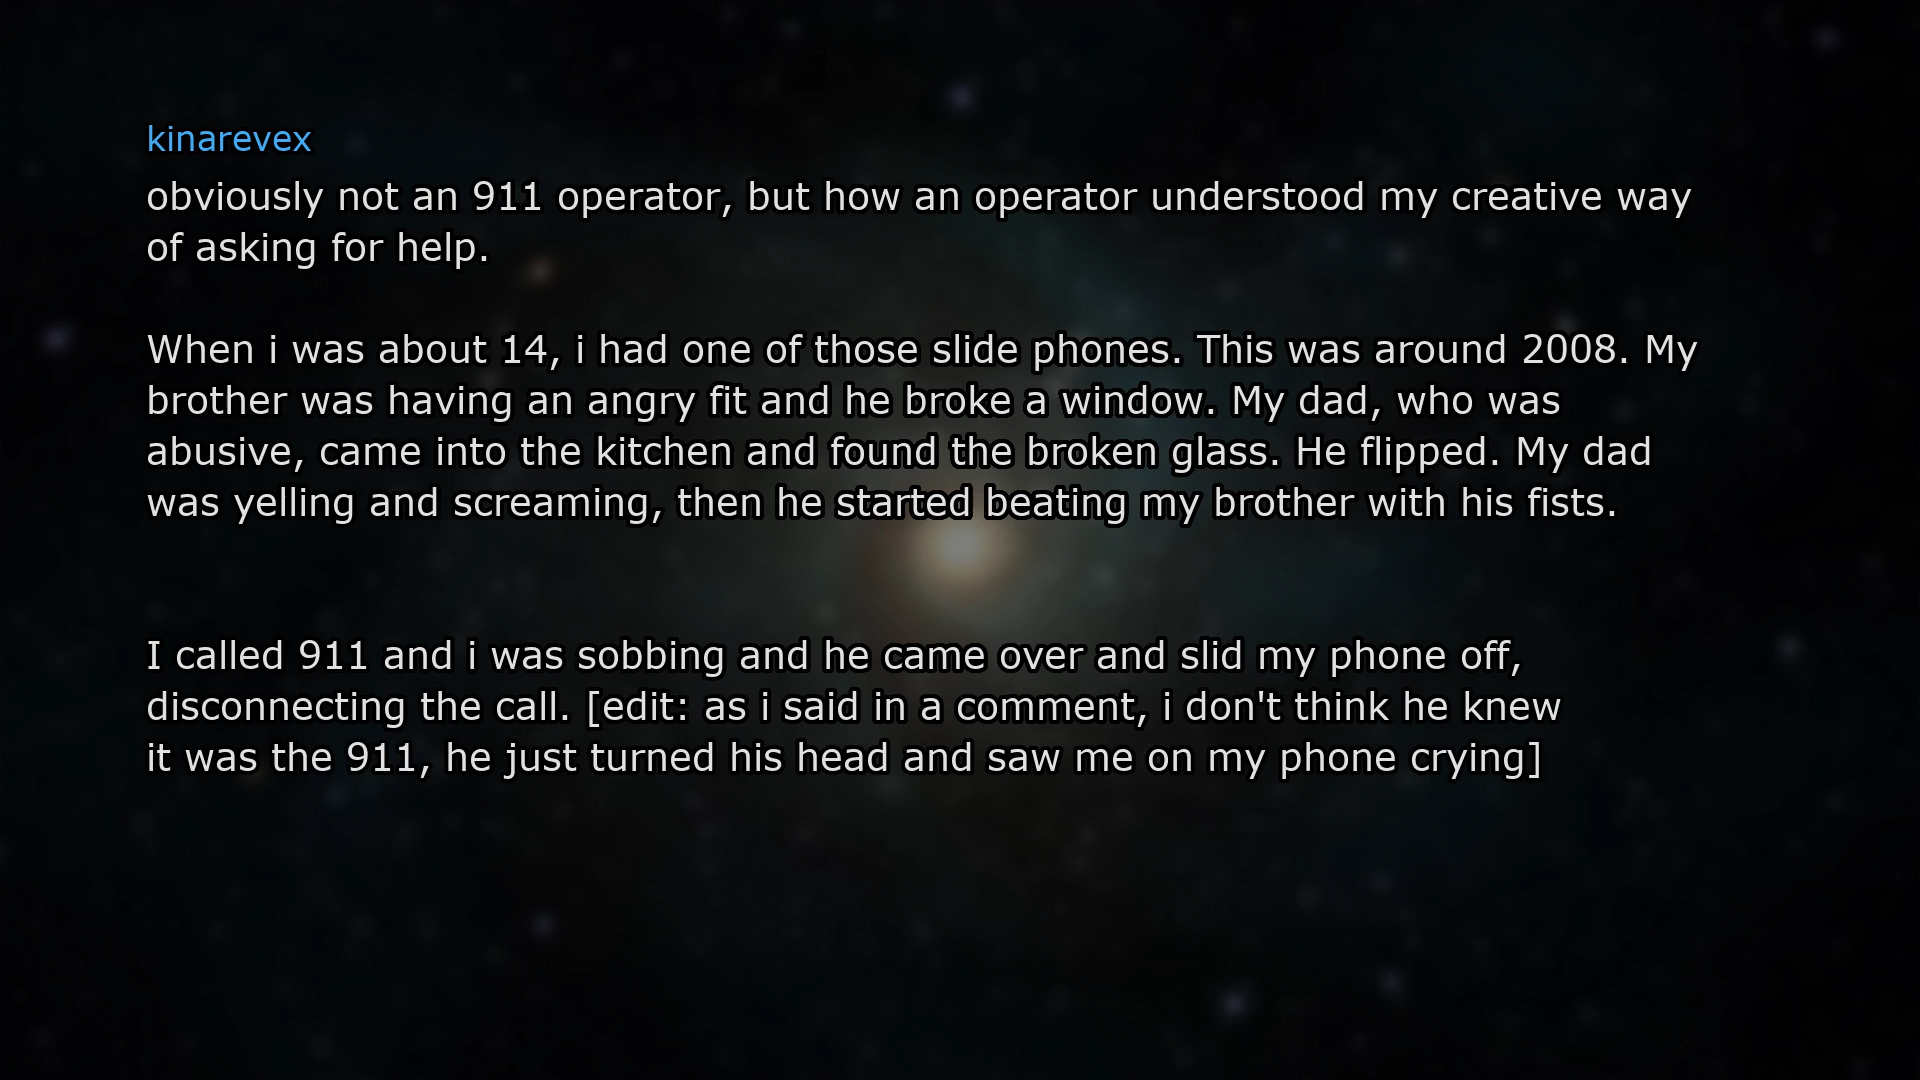 kinarevex
obviously not an 911 operator, but how an operator understood my creative way
of asking for help.
When i was about 14, i had one of those slide phones. This was around 2008. My
brother was having an angry fit and he broke a window. My dad, who was
abusive, came into the kitchen and found the broken glass. He flipped. My dad
was yelling and screaming, then he started beating my brother with his fists.
I called 911 and i was sobbing and he came over and slid my phone off,
disconnecting the call. [edit: as i said in a comment, i don't think he knew
it was the 911, he just turned his head and saw me on my phone crying]